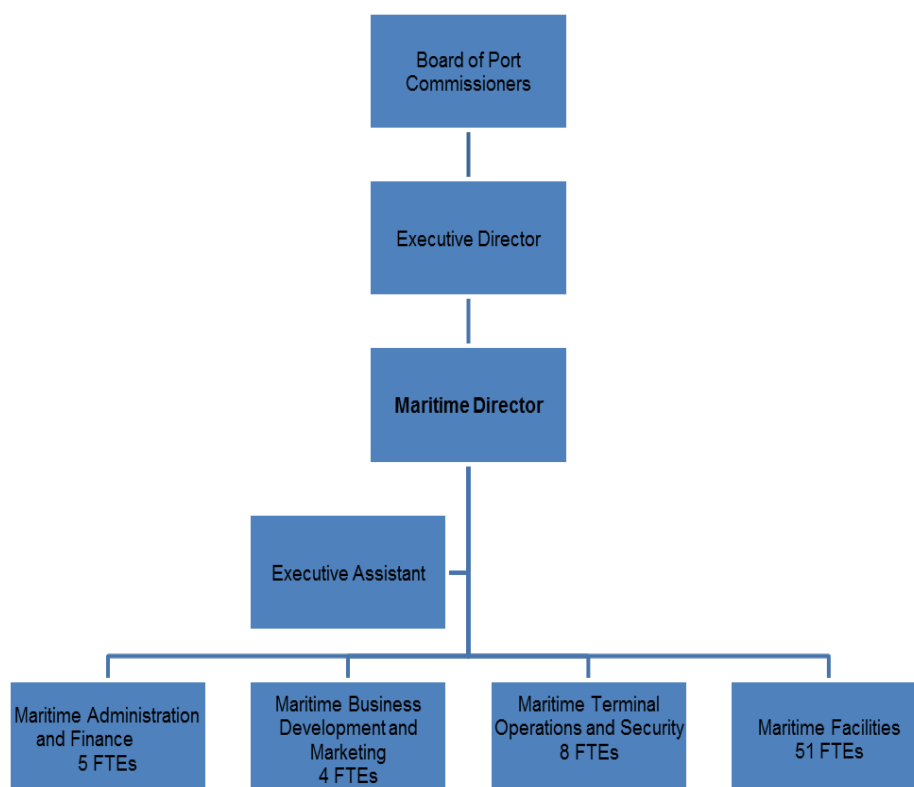 Board of Port
Commissioners
Executive Director
Maritime Director
Executive Assistant
Maritime Administration
and Finance
5 FTEs
Maritime Business
Development and
Marketing
4 FTEs
Maritime Terminal
Operations and Security
8 FTEs
Maritime Facilities
51 FTEs